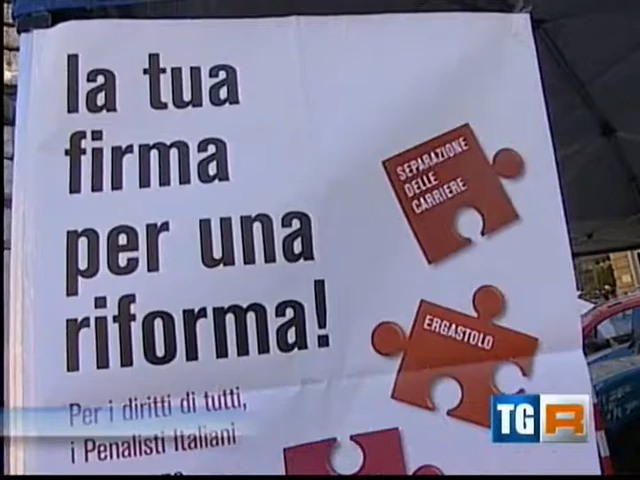 la tua
firma
per una
riforma!
Per i diritti di tutti,
i Penalisti Italiani
SEPARAZIONE
DELLE
CARRIERE
ERGASTOLO
TGR